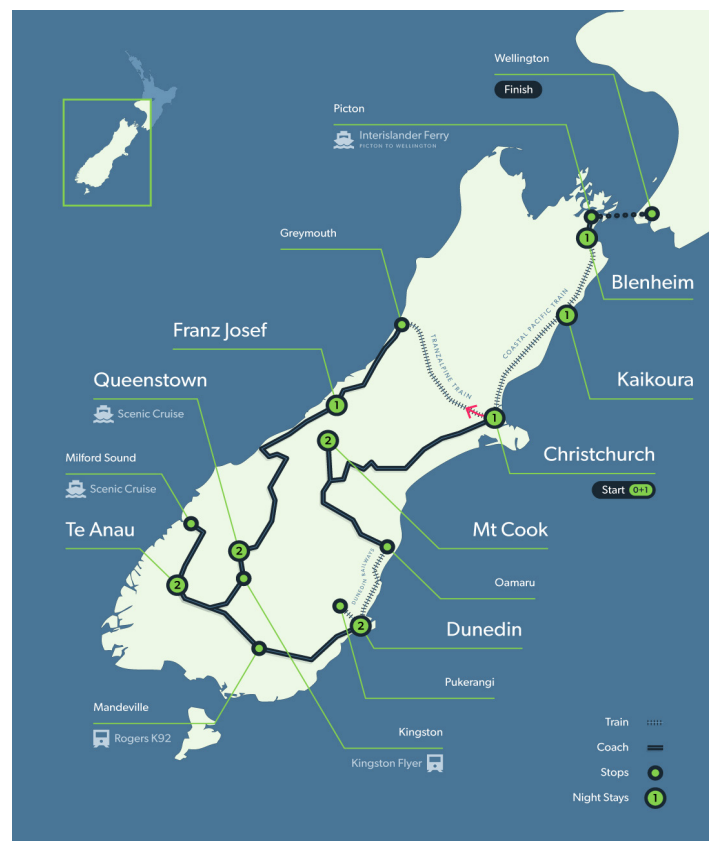 Wellington
Finish
Picton
Interislander Ferry
PICTON TO WELLINGTON
Greymouth
1
Blenheim
COASTAL PACIFIC TRAIN
TRANZALPINE TRAIN
1
Franz Josef
Kaikoura
Queenstown
1
Scenic Cruise
1
2
Christchurch
Milford Sound
Scenic Cruise
Start 0+1
Te Anau
Mt Cook
2
DUNEDIN RAILWAYS
2
Oamaru
2
Dunedin
Pukerangi
Mandeville
Rogers K92
Kingston
Kingston Flyer
Train
Coach
Stops
Night Stays 1